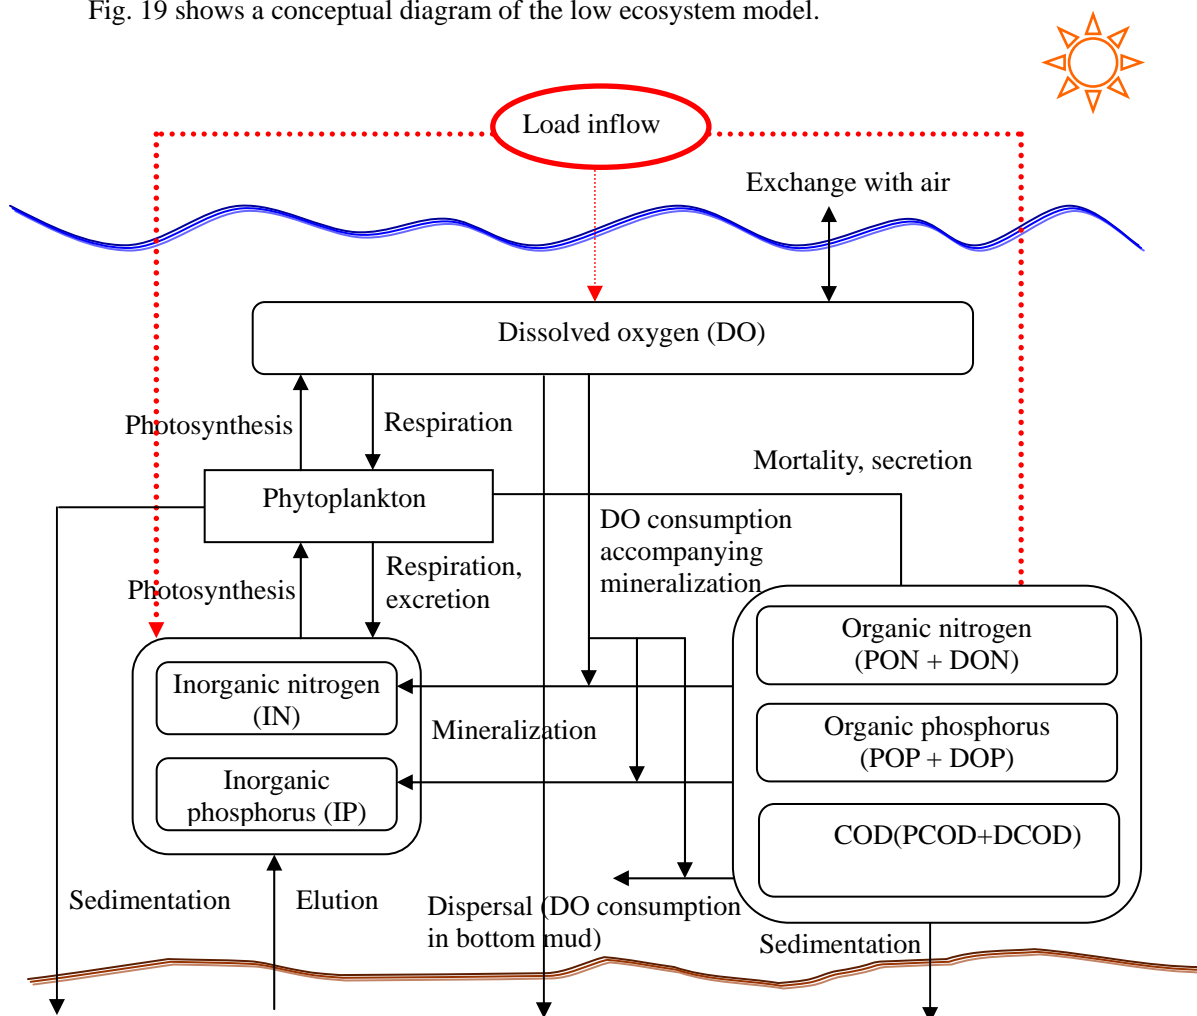 Fig. 19 shows a conceptual diagram of the low ecosystem model.
Load inflow
Exchange with air
Dissolved oxygen (DO)
Photosynthesis
Respiration
Mortality, secretion
Phytoplankton
DO consumption
accompanying
mineralization
Photosynthesis
Respiration,
excretion
Organic nitrogen
(PON + DON)
Inorganic nitrogen
(IN)
Mineralization
Organic phosphorus
(POP + DOP)
Inorganic
phosphorus (IP)
COD(PCOD+DCOD)
Sedimentation
Elution
Dispersal (DO consumption
in bottom mud)
Sedimentation